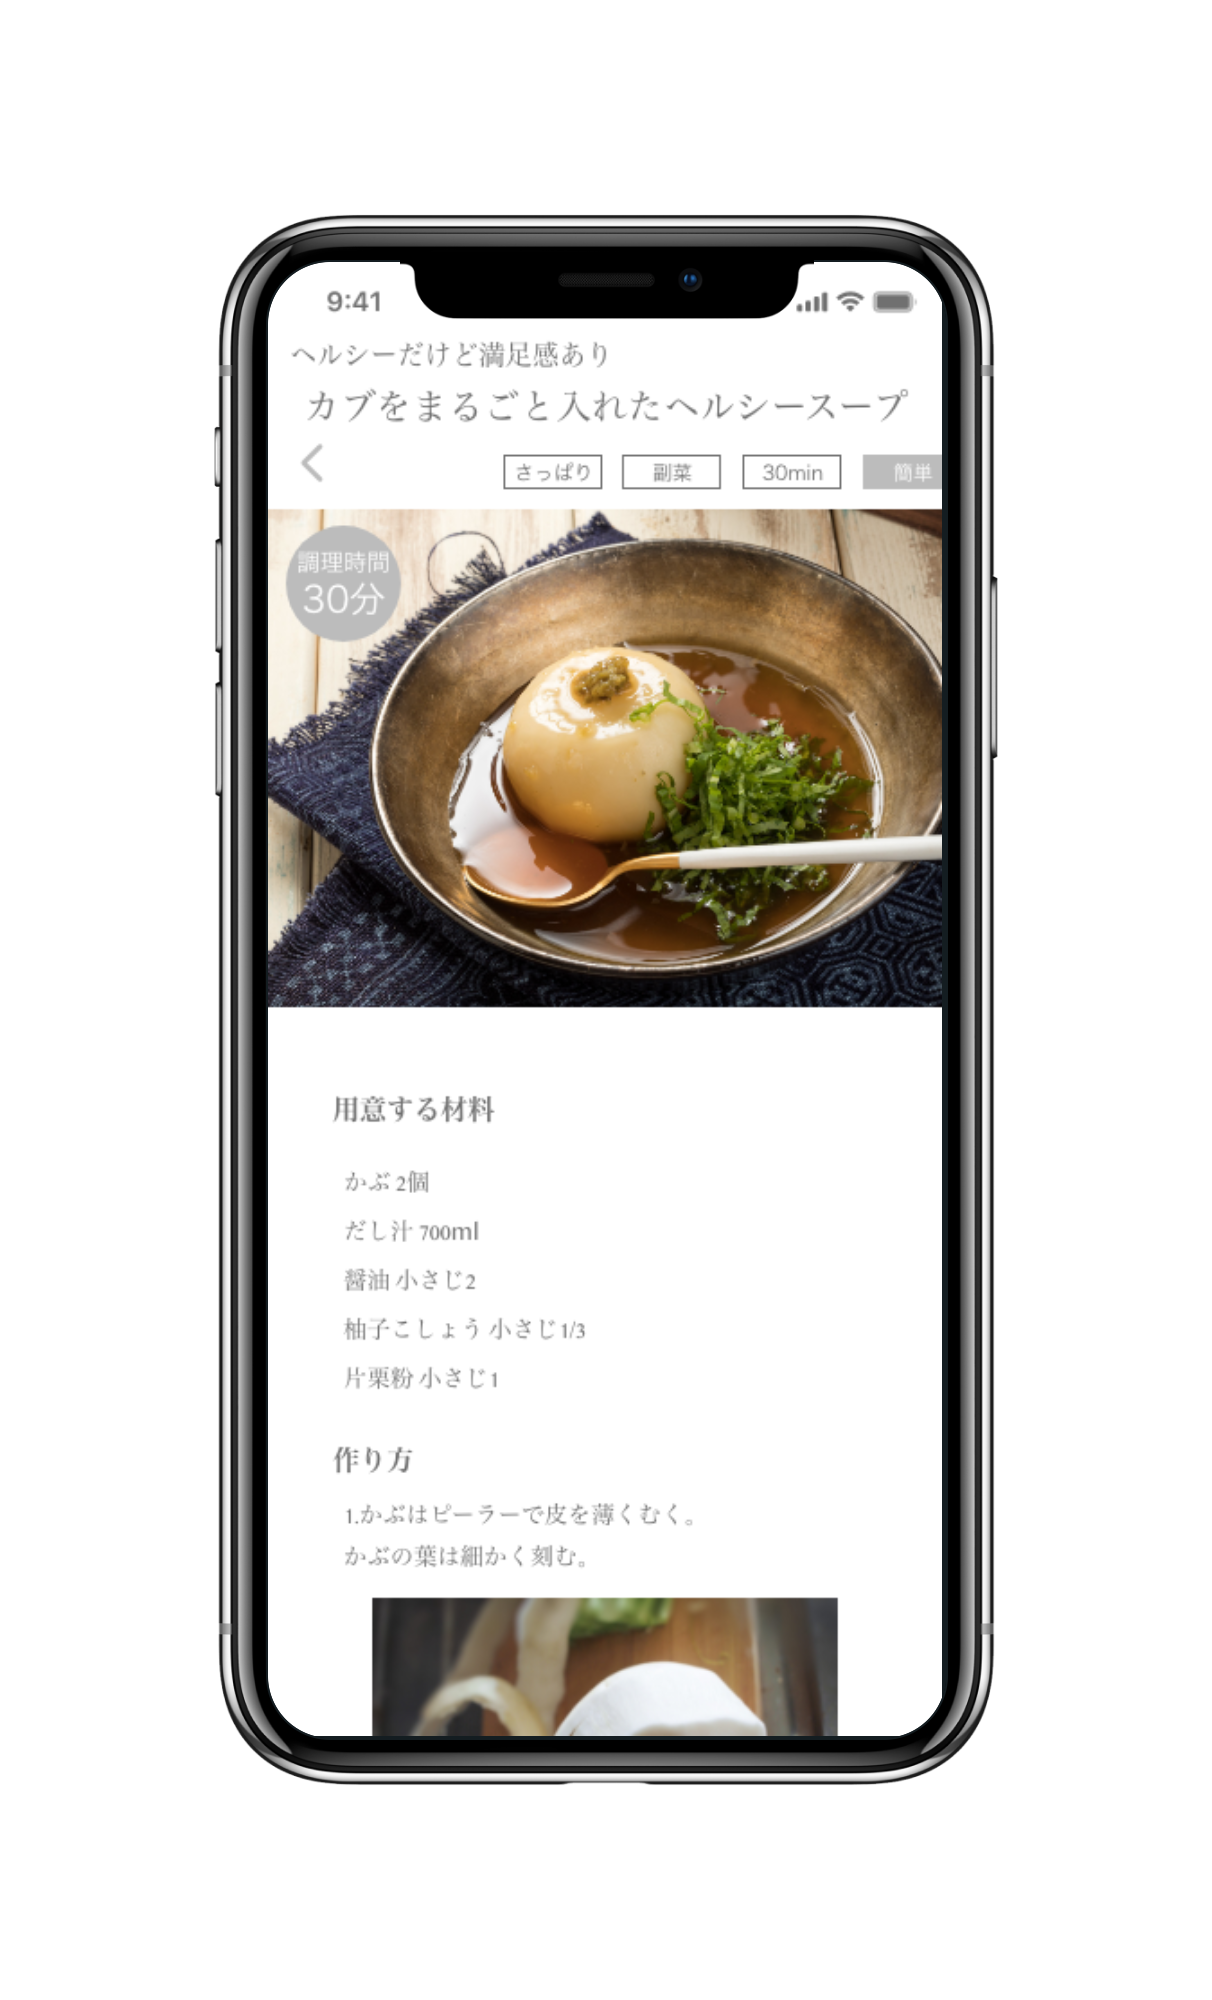 9:41
ヘルシーだけど満足感あり
カブをまるごと入れたヘルシースープ
さっぱり
副菜
30min
簡単
調理時間
30分
用意する材料
かぶ 2個
だし汁 700ml
醤油 小さじ2
柚子こしょう 小さじ1/3
片栗粉 小さじ1
作り方
1.かぶはピーラーで皮を薄くむく。
かぶの葉は細かく刻む。